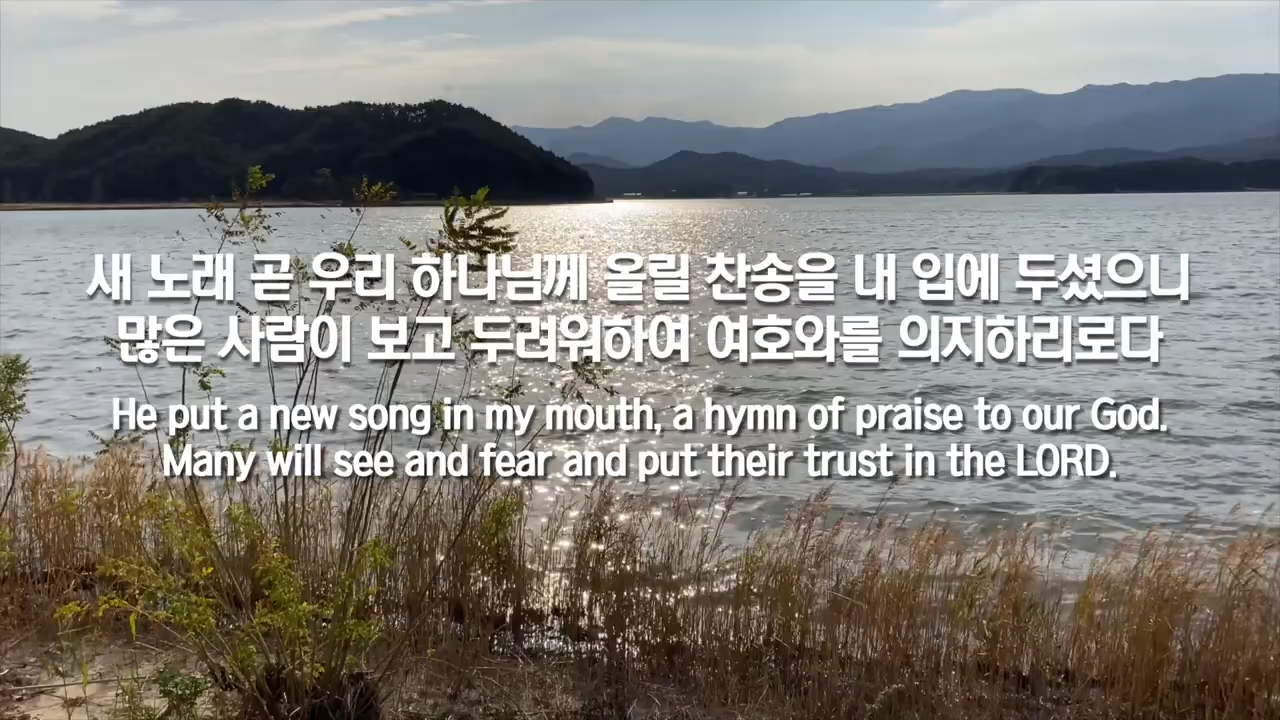 새 노래 곧 우리 하나님께 올릴 찬송을 내 입에 두셨으니
많은 사람이 보고 두려워하여 여호와를 의지하리로다
He put a new song in my mouth, a hymn of praise to our God.
Many will see and fear and put their trust in the LORD.